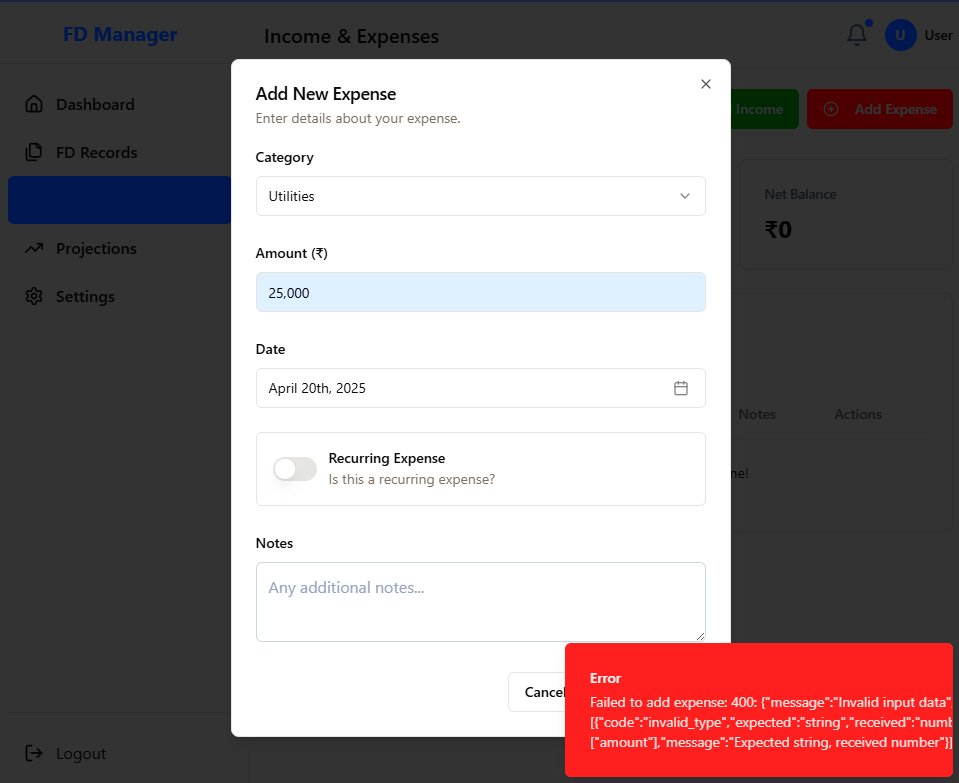 FD Manager
Income & Expenses
U
User
Dashboard
FD Records
Projections
Settings
Logout
Income
Add Expense
Net Balance
₹0
Notes
Actions
Add New Expense
Enter details about your expense.
Category
Utilities
Amount (₹)
25,000
Date
April 20th, 2025
Recurring Expense
Is this a recurring expense?
Notes
Any additional notes...
Cancel
Error
Failed to add expense: 400: {"message":"Invalid input data",
[{"code":"invalid_type","expected":"string","received":"numb
["amount"],"message":"Expected string, received number"}]